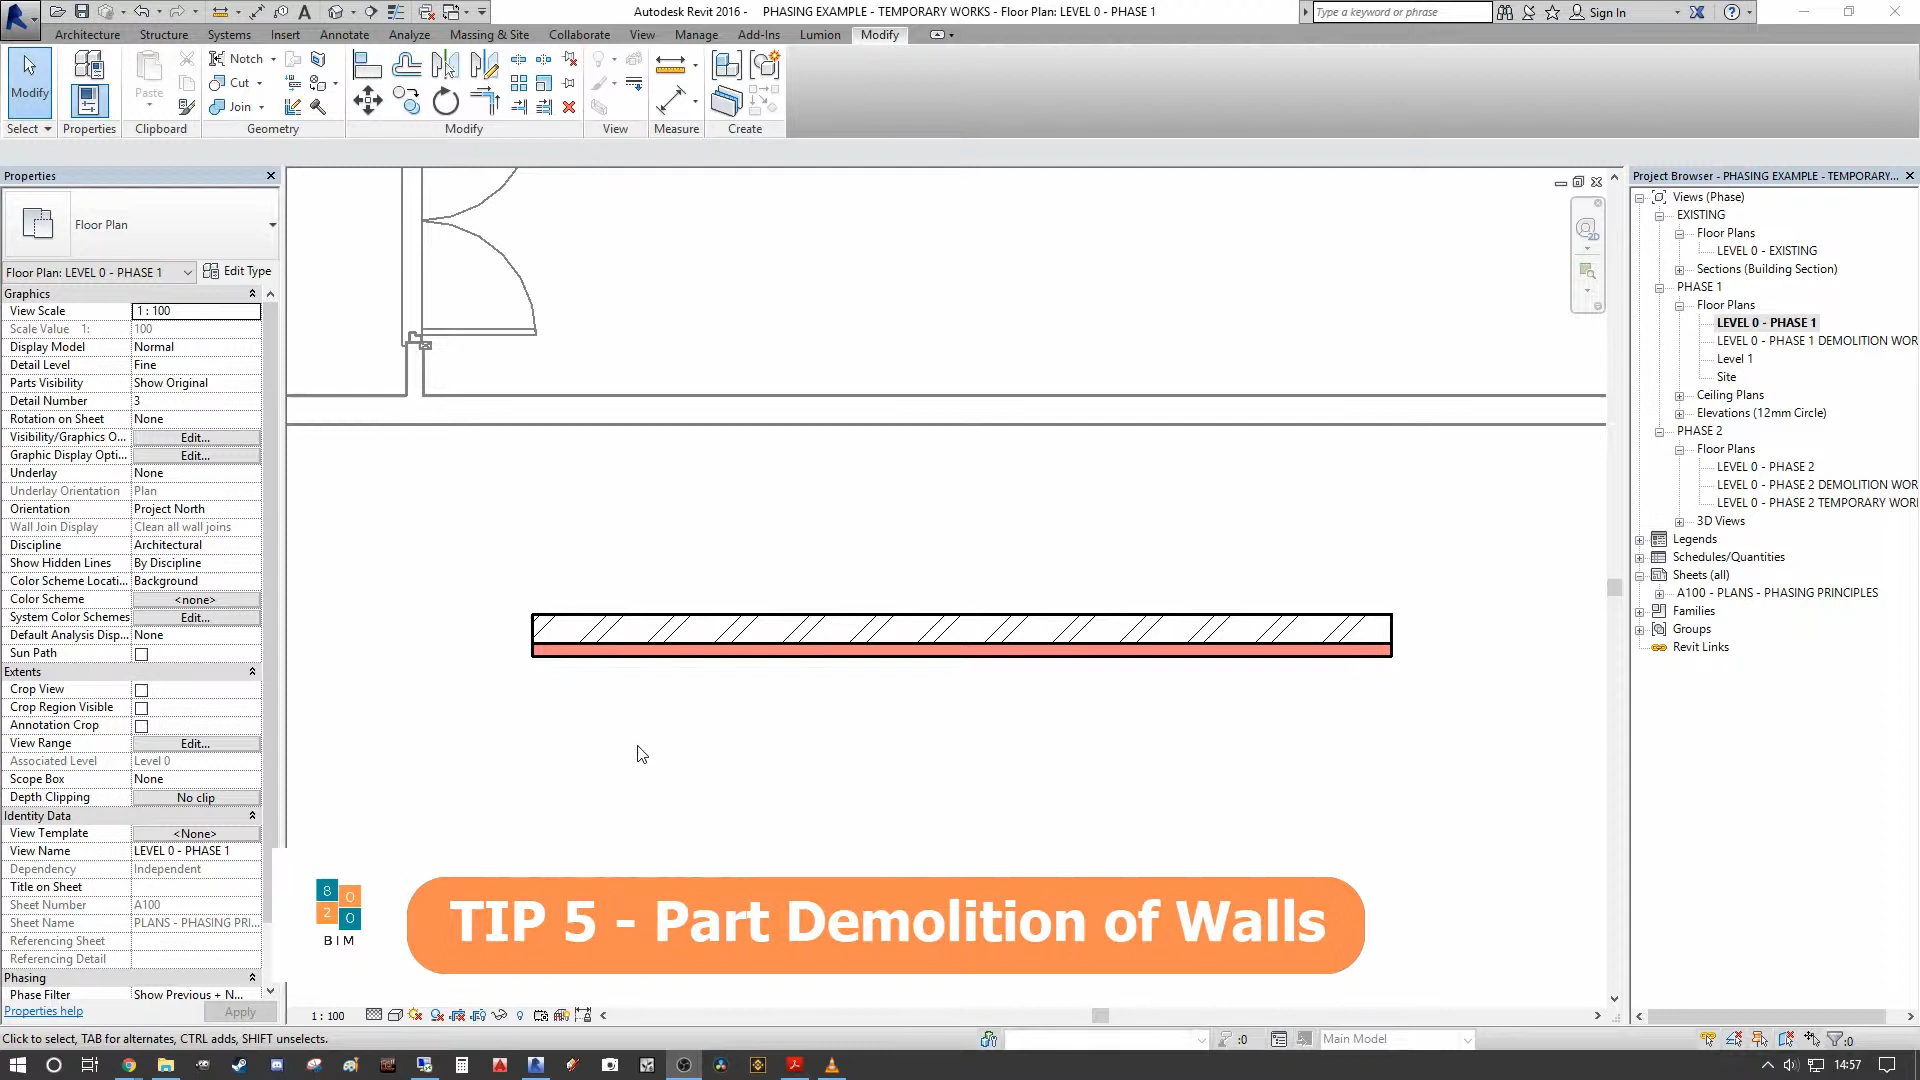 Autodesk Revit 2016 -     PHASING EXAMPLE - TEMPORARY WORKS - Floor Plan: LEVEL 0 - PHASE 1
Type a keyword or phrase
Sign In
Architecture
Structure
Systems
Insert
Annotate
Analyze
Massing & Site
Collaborate
View
Manage
Add-Ins
Lumion
Modify
Modify
Paste
Notch
Cut
Join
Select
Properties
Clipboard
Geometry
Modify
View
Measure
Create
Properties
Floor Plan
Floor Plan: LEVEL 0 - PHASE 1
Edit Type
Graphics
View Scale 1 : 100
Scale Value    1: 100
Display Model Normal
Detail Level Fine
Parts Visibility Show Original
Detail Number 3
Rotation on Sheet None
Visibility/Graphics O... Edit...
Graphic Display Opti... Edit...
Underlay None
Underlay Orientation Plan
Orientation Project North
Wall Join Display Clean all wall joins
Discipline Architectural
Show Hidden Lines By Discipline
Color Scheme Locati... Background
Color Scheme <none>
System Color Schemes Edit...
Default Analysis Disp... None
Sun Path
Extents
Crop View
Crop Region Visible
Annotation Crop
View Range Edit...
Associated Level Level 0
Scope Box None
Depth Clipping No clip
Identity Data
View Template <None>
View Name LEVEL 0 - PHASE 1
Dependency Independent
Title on Sheet
Sheet Number A100
Sheet Name PLANS - PHASING PRI...
Referencing Sheet
Referencing Detail
Phasing
Phase Filter Show Previous + N...
Properties help
Apply
2D
8 0
2 0
BIM
TIP 5 - Part Demolition of Walls
1 : 100
Project Browser - PHASING EXAMPLE - TEMPORARY...
Views (Phase)
EXISTING
Floor Plans
LEVEL 0 - EXISTING
Sections (Building Section)
PHASE 1
Floor Plans
LEVEL 0 - PHASE 1
LEVEL 0 - PHASE 1 DEMOLITION WOR
Level 1
Site
Ceiling Plans
Elevations (12mm Circle)
PHASE 2
Floor Plans
LEVEL 0 - PHASE 2
LEVEL 0 - PHASE 2 DEMOLITION WOR
LEVEL 0 - PHASE 2 TEMPORARY WOR
3D Views
Legends
Schedules/Quantities
Sheets (all)
A100 - PLANS - PHASING PRINCIPLES
Families
Groups
Revit Links
Click to select, TAB for alternates, CTRL adds, SHIFT unselects.
:0
Main Model
:0
14:57